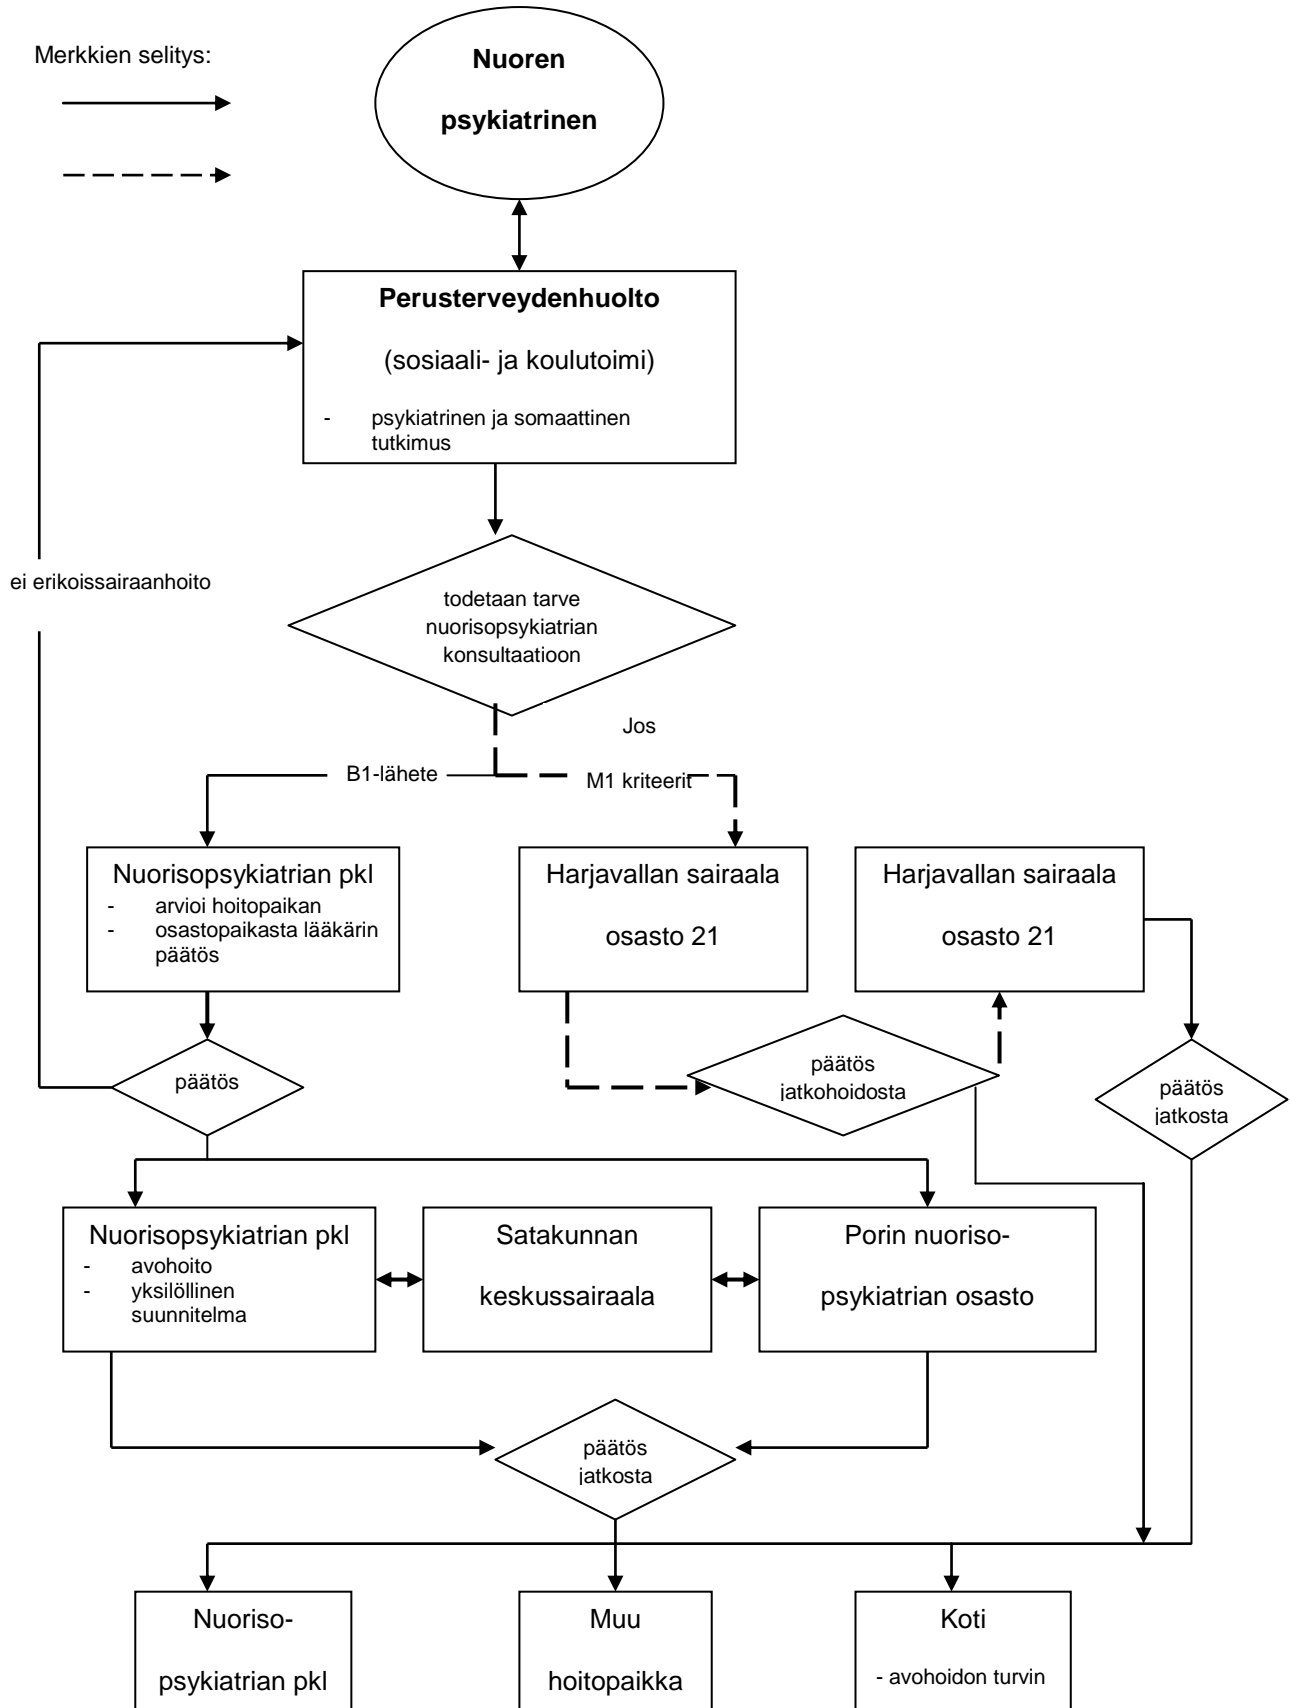 Merkkien selitys:
Nuoren
psykiatrinen
Perusterveydenhuolto
(sosiaali- ja koulutoimi)
- psykiatrinen ja somaattinen
tutkimus
ei erikoissairaanhoito
todetaan tarve
nuorisopsykiatrian
konsultaatioon
Jos
B1-lähete
M1 kriteerit
Nuorisopsykiatrian pkl
- arvioi hoitopaikan
- osastopaikasta lääkärin
päätös
Harjavallan sairaala
osasto 21
Harjavallan sairaala
osasto 21
päätös
päätös
jatkohoidosta
päätös
jatkosta
Nuorisopsykiatrian pkl
- avohoito
- yksilöllinen
suunnitelma
Satakunnan
keskussairaala
Porin nuoriso-
psykiatrian osasto
päätös
jatkosta
Nuoriso-
psykiatrian pkl
Muu
hoitopaikka
Koti
- avohoidon turvin